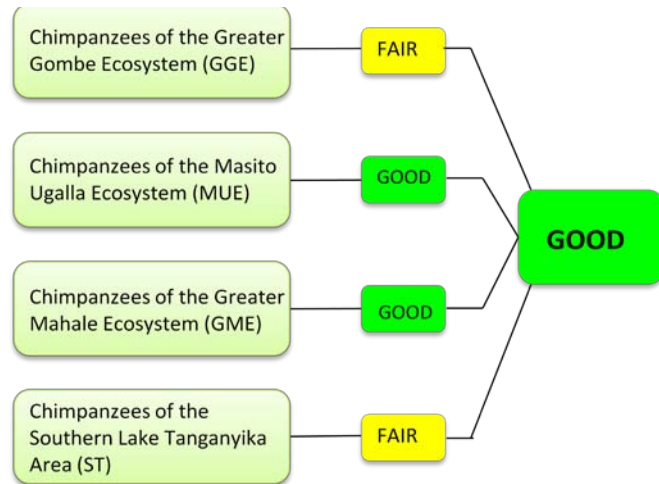 Chimpanzees of the Greater
Gombe Ecosystem (GGE)
FAIR
Chimpanzees of the Masito
Ugalla Ecosystem (MUE)
GOOD
GOOD
Chimpanzees of the Greater
Mahale Ecosystem (GME)
GOOD
Chimpanzees of the
Southern Lake Tanganyika
Area (ST)
FAIR